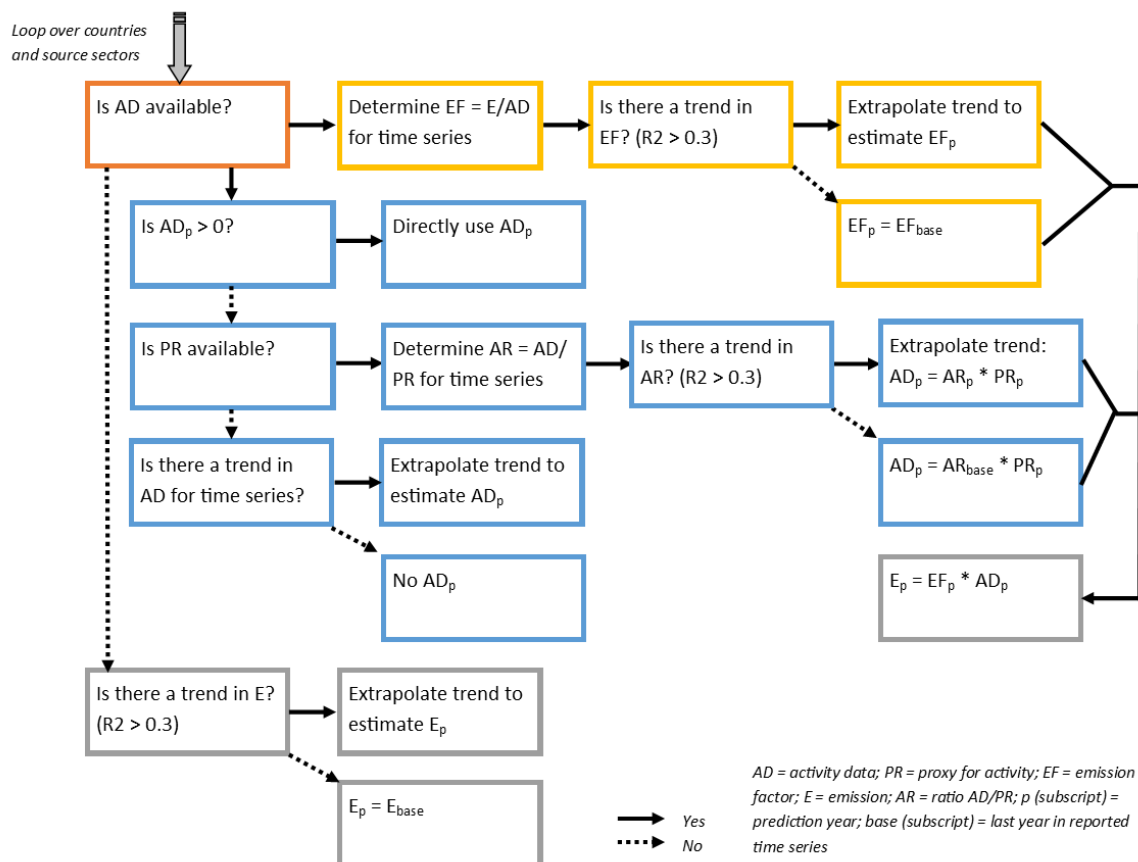 Loop over countries
and source sectors
Is AD available?
Determine EF = E/AD
for time series
Is there a trend in
EF? (R2 > 0.3)
Extrapolate trend to
estimate EFp
Is ADp > 0?
Directly use ADp
EFp = EFbase
Is PR available?
Determine AR = AD/
PR for time series
Is there a trend in
AR? (R2 > 0.3)
Extrapolate trend:
ADp = ARp * PRp
Is there a trend in
AD for time series?
Extrapolate trend to
estimate ADp
ADp = ARbase * PRp
No ADp
Ep = EFp * ADp
Is there a trend in E?
(R2 > 0.3)
Extrapolate trend to
estimate Ep
Ep = Ebase
Yes
No
AD = activity data; PR = proxy for activity; EF = emission
factor; E = emission; AR = ratio AD/PR; p (subscript) =
prediction year; base (subscript) = last year in reported
time series